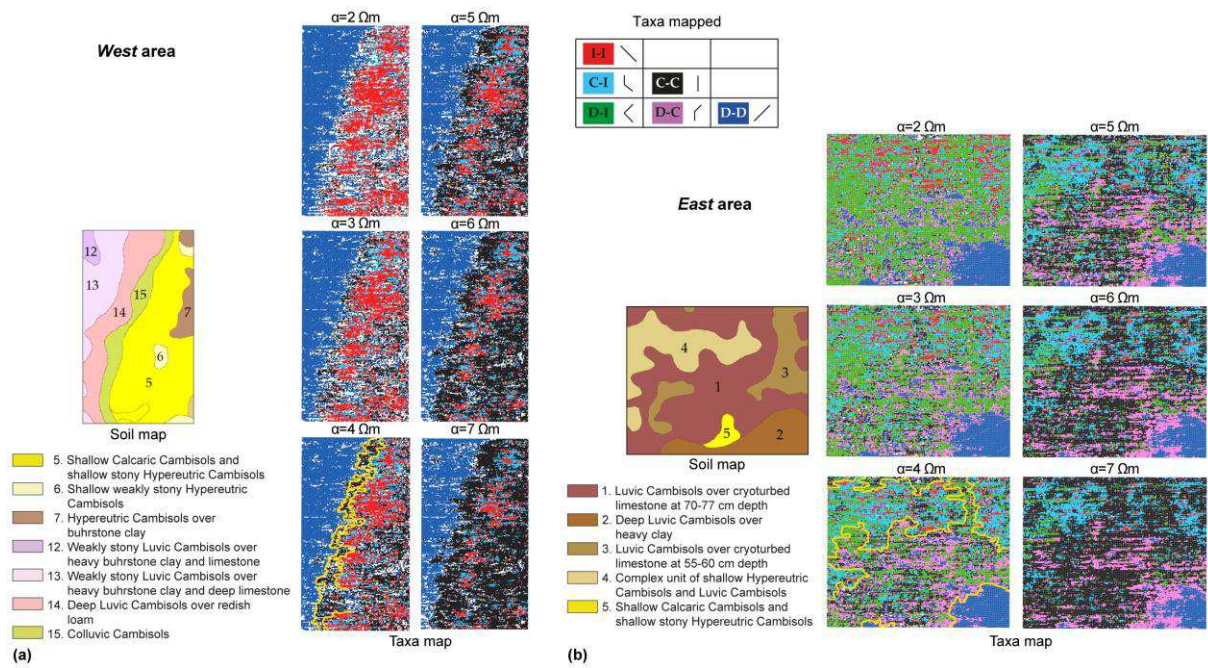 West area
α=2 Ωm
α=5 Ωm
α=3 Ωm
α=6 Ωm
α=4 Ωm
α=7 Ωm
12
13
15
14
7
6
5
Soil map
5. Shallow Calcaric Cambisols and
shallow stony Hypereutric Cambisols
6. Shallow weakly stony Hypereutric
Cambisols
7. Hypereutric Cambisols over
buhrstone clay
12. Weakly stony Luvic Cambisols over
heavy buhrstone clay and limestone
13. Weakly stony Luvic Cambisols over
heavy buhrstone clay and deep limestone
14. Deep Luvic Cambisols over redish
loam
15. Colluvic Cambisols
Taxa map
(a)
Taxa mapped
I-I
C-I
C-C
D-I
D-C
D-D
East area
α=2 Ωm
α=5 Ωm
α=3 Ωm
α=6 Ωm
α=4 Ωm
α=7 Ωm
4
1
3
5
2
Soil map
1. Luvic Cambisols over cryoturbed
limestone at 70-77 cm depth
2. Deep Luvic Cambisols over
heavy clay
3. Luvic Cambisols over cryoturbed
limestone at 55-60 cm depth
4. Complex unit of shallow Hypereutric
Cambisols and Luvic Cambisols
5. Shallow Calcaric Cambisols and
shallow stony Hypereutric Cambisols
Taxa map
(b)